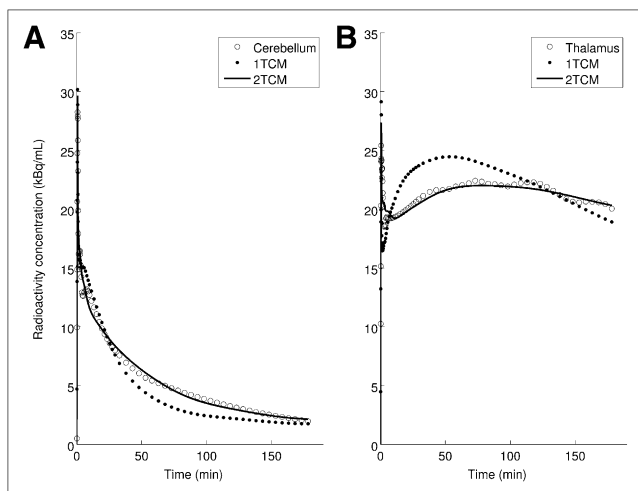 A
B
Cerebellum
1TCM
2TCM
Thalamus
1TCM
2TCM
Radioactivity concentration (kBq/mL)
35
30
25
20
15
10
5
0
35
30
25
20
15
10
5
0
0
50
100
150
0
50
100
150
Time (min)
Time (min)